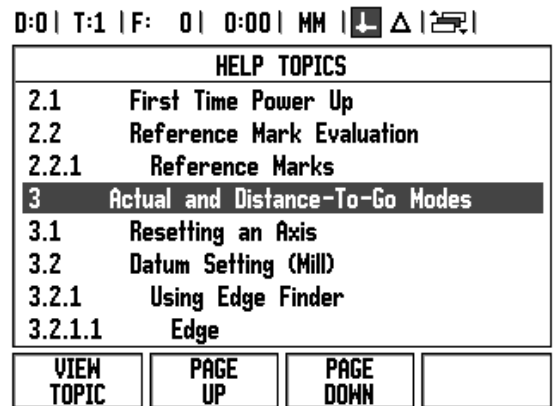 D:0| T:1 |F: 0| 0:00| MM | Δ | |
HELP TOPICS
2.1 First Time Power Up
2.2 Reference Mark Evaluation
2.2.1 Reference Marks
3 Actual and Distance-To-Go Modes
3.1 Resetting an Axis
3.2 Datum Setting (Mill)
3.2.1 Using Edge Finder
3.2.1.1 Edge
VIEW TOPIC PAGE UP PAGE DOWN